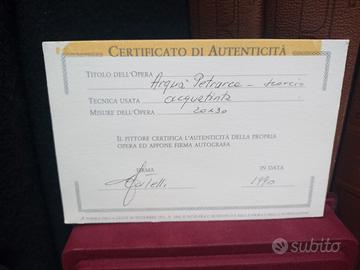 CERTIFICATO DI AUTENTICITÀ
TITOLO DELL'OPERA Arquà Petrarca – scorcio
TECNICA USATA acquatinta
MISURE DELL'OPERA 20x30
IL PITTORE CERTIFICA L'AUTENTICITÀ DELLA PROPRIA
OPERA ED APPONE FIRMA AUTOGRAFA
FIRMA IN DATA
1990
subito